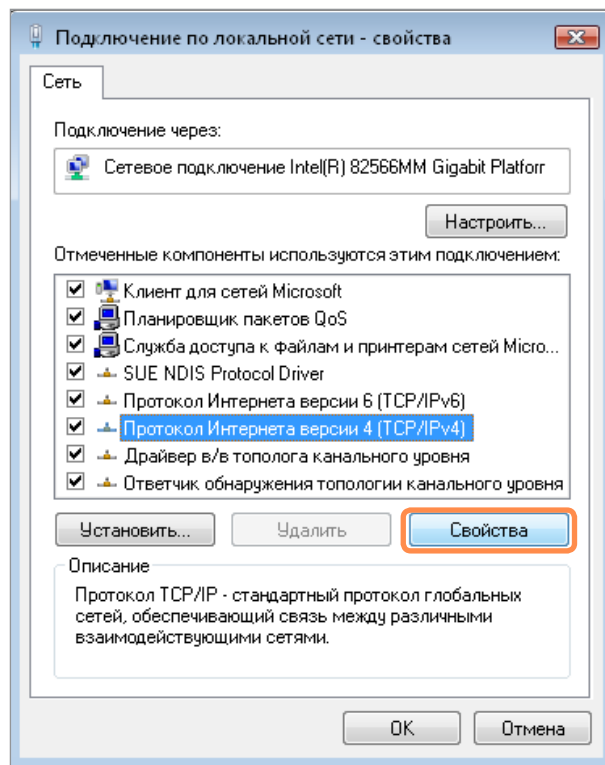 Подключение по локальной сети - свойства
Сеть
Подключение через:
Сетевое подключение Intel(R) 82566MM Gigabit Platforr
Настроить...
Отмеченные компоненты используются этим подключением:
Клиент для сетей Microsoft
Планировщик пакетов QoS
Служба доступа к файлам и принтерам сетей Micro...
SUE NDIS Protocol Driver
Протокол Интернета версии 6 (TCP/IPv6)
Протокол Интернета версии 4 (TCP/IPv4)
Драйвер в/в тополога канального уровня
Ответчик обнаружения топологии канального уровня
Установить...
Удалить
Свойства
Описание
Протокол TCP/IP - стандартный протокол глобальных
сетей, обеспечивающий связь между различными
взаимодействующими сетями.
OK
Отмена